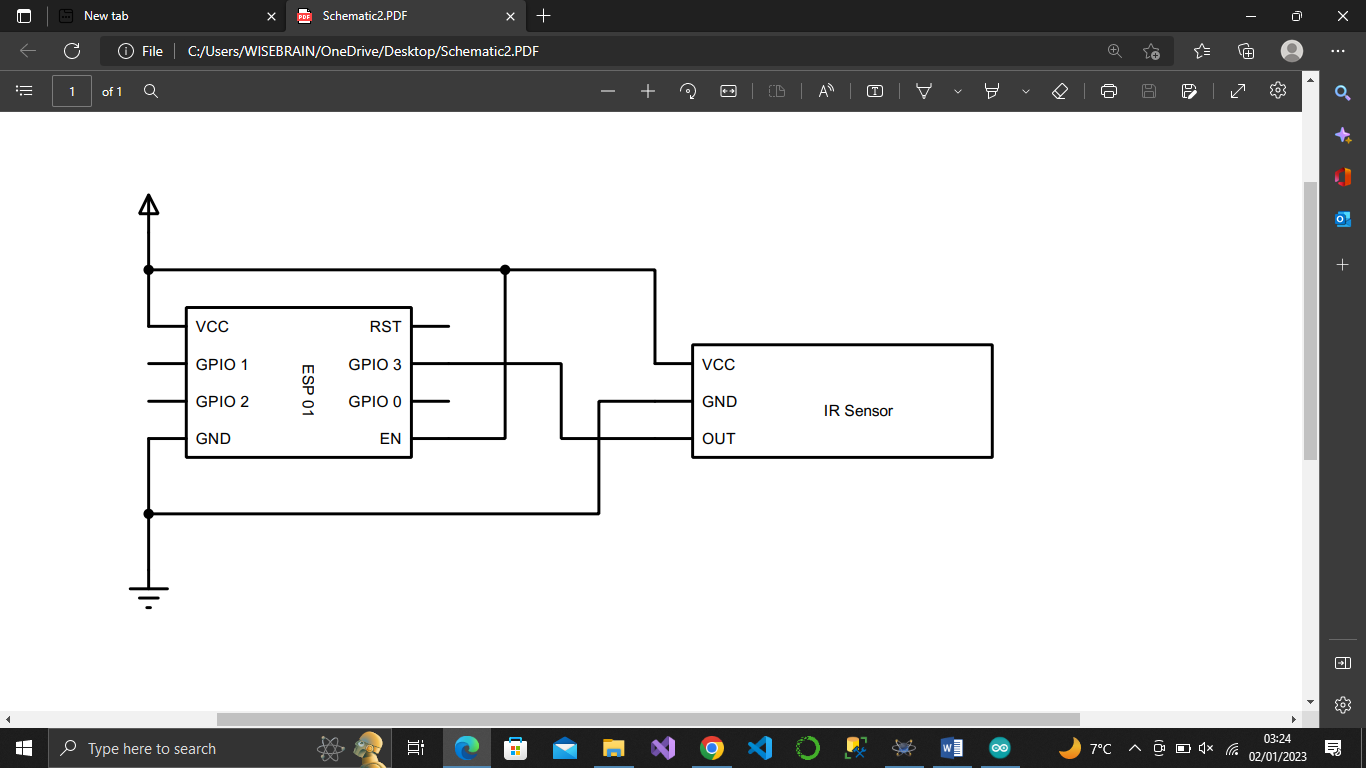 New tab
Schematic2.PDF
File
C:/Users/WISEBRAIN/OneDrive/Desktop/Schematic2.PDF
1 of 1
VCC
RST
GPIO 1
GPIO 3
GPIO 2
GPIO 0
GND
EN
ESP 01
VCC
GND
OUT
IR Sensor
Type here to search
7°C
03:24
02/01/2023